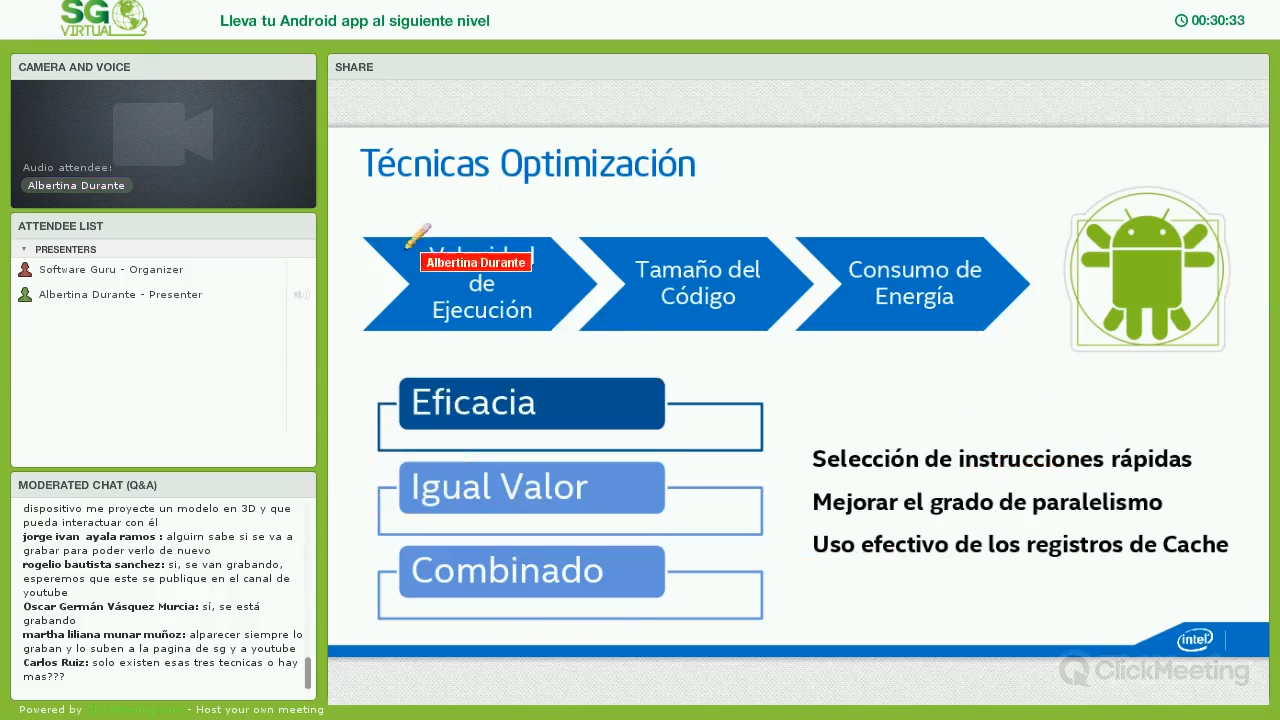 SG
VIRTUAL
Lleva tu Android app al siguiente nivel
00:30:33
CAMERA AND VOICE
Audio attendee:
Albertina Durante
ATTENDEE LIST
PRESENTERS
Software Guru - Organizer
Albertina Durante - Presenter
MODERATED CHAT (Q&A)
dispositivo me proyecte un modelo en 3D y que
pueda interactuar con él
jorge ivan ayala ramos : alguirn sabe si se va a
grabar para poder verlo de nuevo
rogelio bautista sanchez: si, se van grabando,
esperemos que este se publique en el canal de
youtube
Oscar Germán Vásquez Murcia: sí, se está
grabando
martha liliana munar muñoz: alparecer siempre lo
graban y lo suben a la pagina de sg y a youtube
Carlos Ruiz: solo existen esas tres tecnicas o hay
mas???
Powered by ClickMeeting - Host your own meeting
SHARE
Técnicas Optimización
Velocidad
Albertina Durante
de
Ejecución
Tamaño del
Código
Consumo de
Energía
Eficacia
Igual Valor
Combinado
Selección de instrucciones rápidas
Mejorar el grado de paralelismo
Uso efectivo de los registros de Cache
intel
ClickMeeting